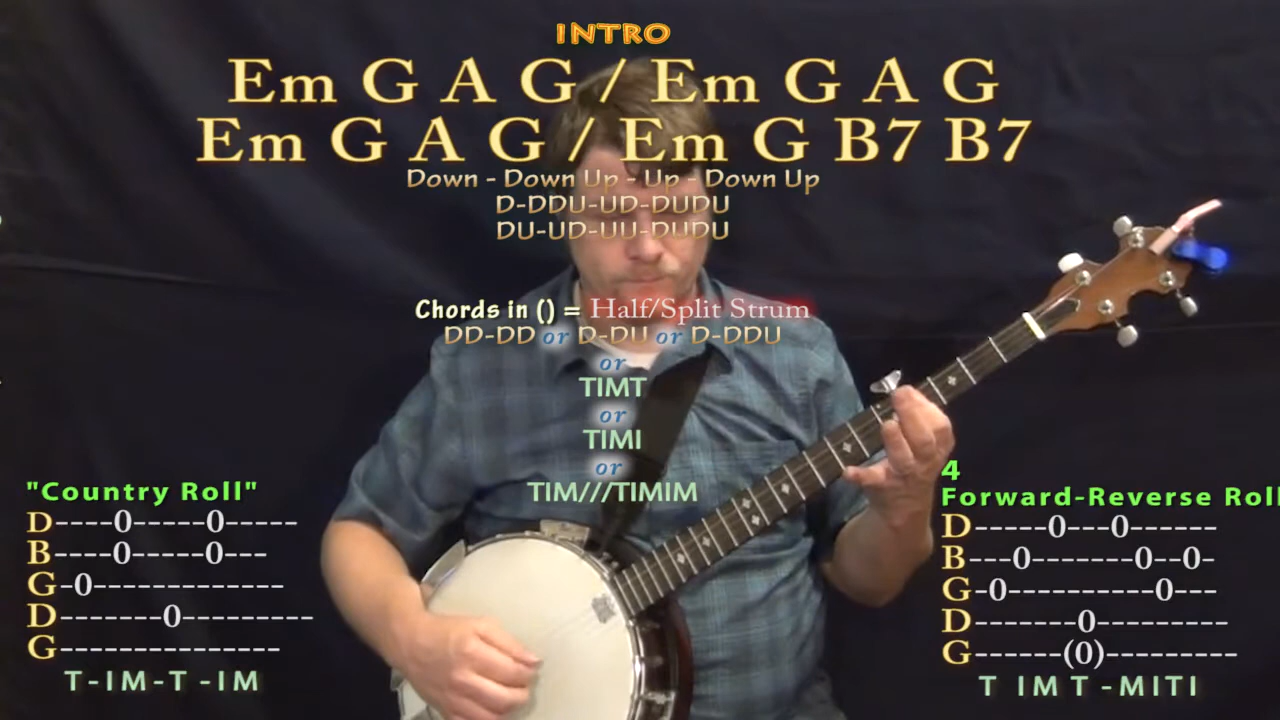 INTRO
Em G A G / Em G A G
Em G A G / Em G B7 B7
Down - Down Up - Up - Down Up
D-DDU-UD-DUDU
DU-UD-UU-DUDU
Chords in () = Half/Split Strum
DD-DD or D-DU or D-DDU
or
TIMT
or
TIMI
or
TIM///TIMIM
"Country Roll"
D----0-----0-----
B----0-----0---
G-0-------------
D-------0---------
G---------------
T-IM-T -IM
4
Forward-Reverse Roll
D-----0---0------
B---0-------0--0-
G-0----------0---
D-------0---------
G------(0)---------
T IM T -MITI